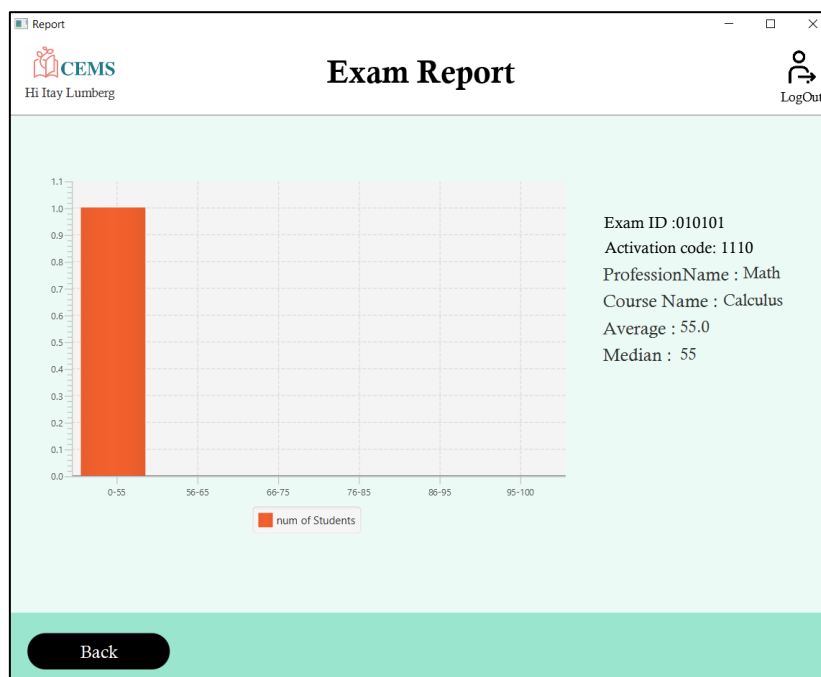 Report
CEMS
Hi Itay Lumberg
Exam Report
LogOut
1.1
1.0
0.9
0.8
0.7
0.6
0.5
0.4
0.3
0.2
0.1
0.0
0-55 56-65 66-75 76-85 86-95 95-100
num of Students
Exam ID :010101
Activation code: 1110
ProfessionName : Math
Course Name : Calculus
Average : 55.0
Median : 55
Back